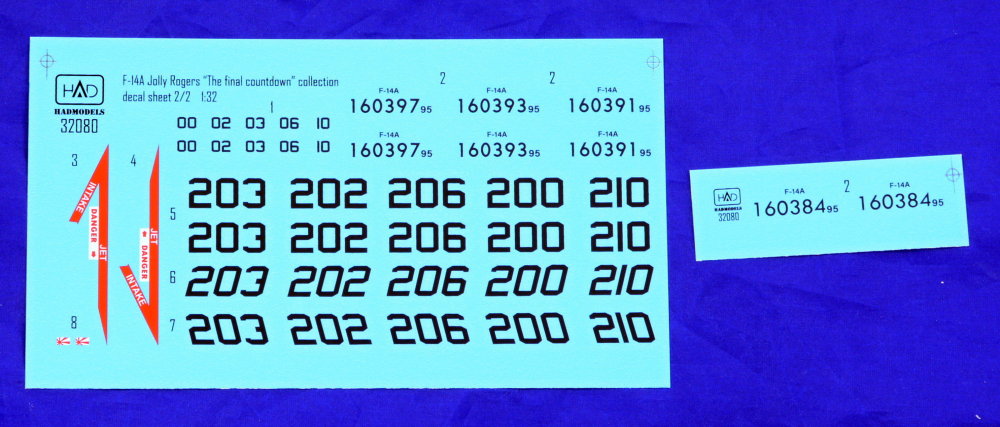 HAD
HADMODELS
32080
F-14A Jolly Rogers "The final countdown" collection
decal sheet 2/2 1:32
2 2
F-14A F-14A F-14A
160397 95 160393 95 160391 95
1
00 02 03 06 10
00 02 03 06 10
F-14A F-14A F-14A
160397 95 160393 95 160391 95
3 4
INTAKE
DANGER
JET
JET
DANGER
INTAKE
203 202 206 200 210
5
203 202 206 200 210
6
203 202 206 200 210
8
7
203 202 206 200 210
HAD
HADMODELS
32080
2
F-14A F-14A
160384 95 160384 95